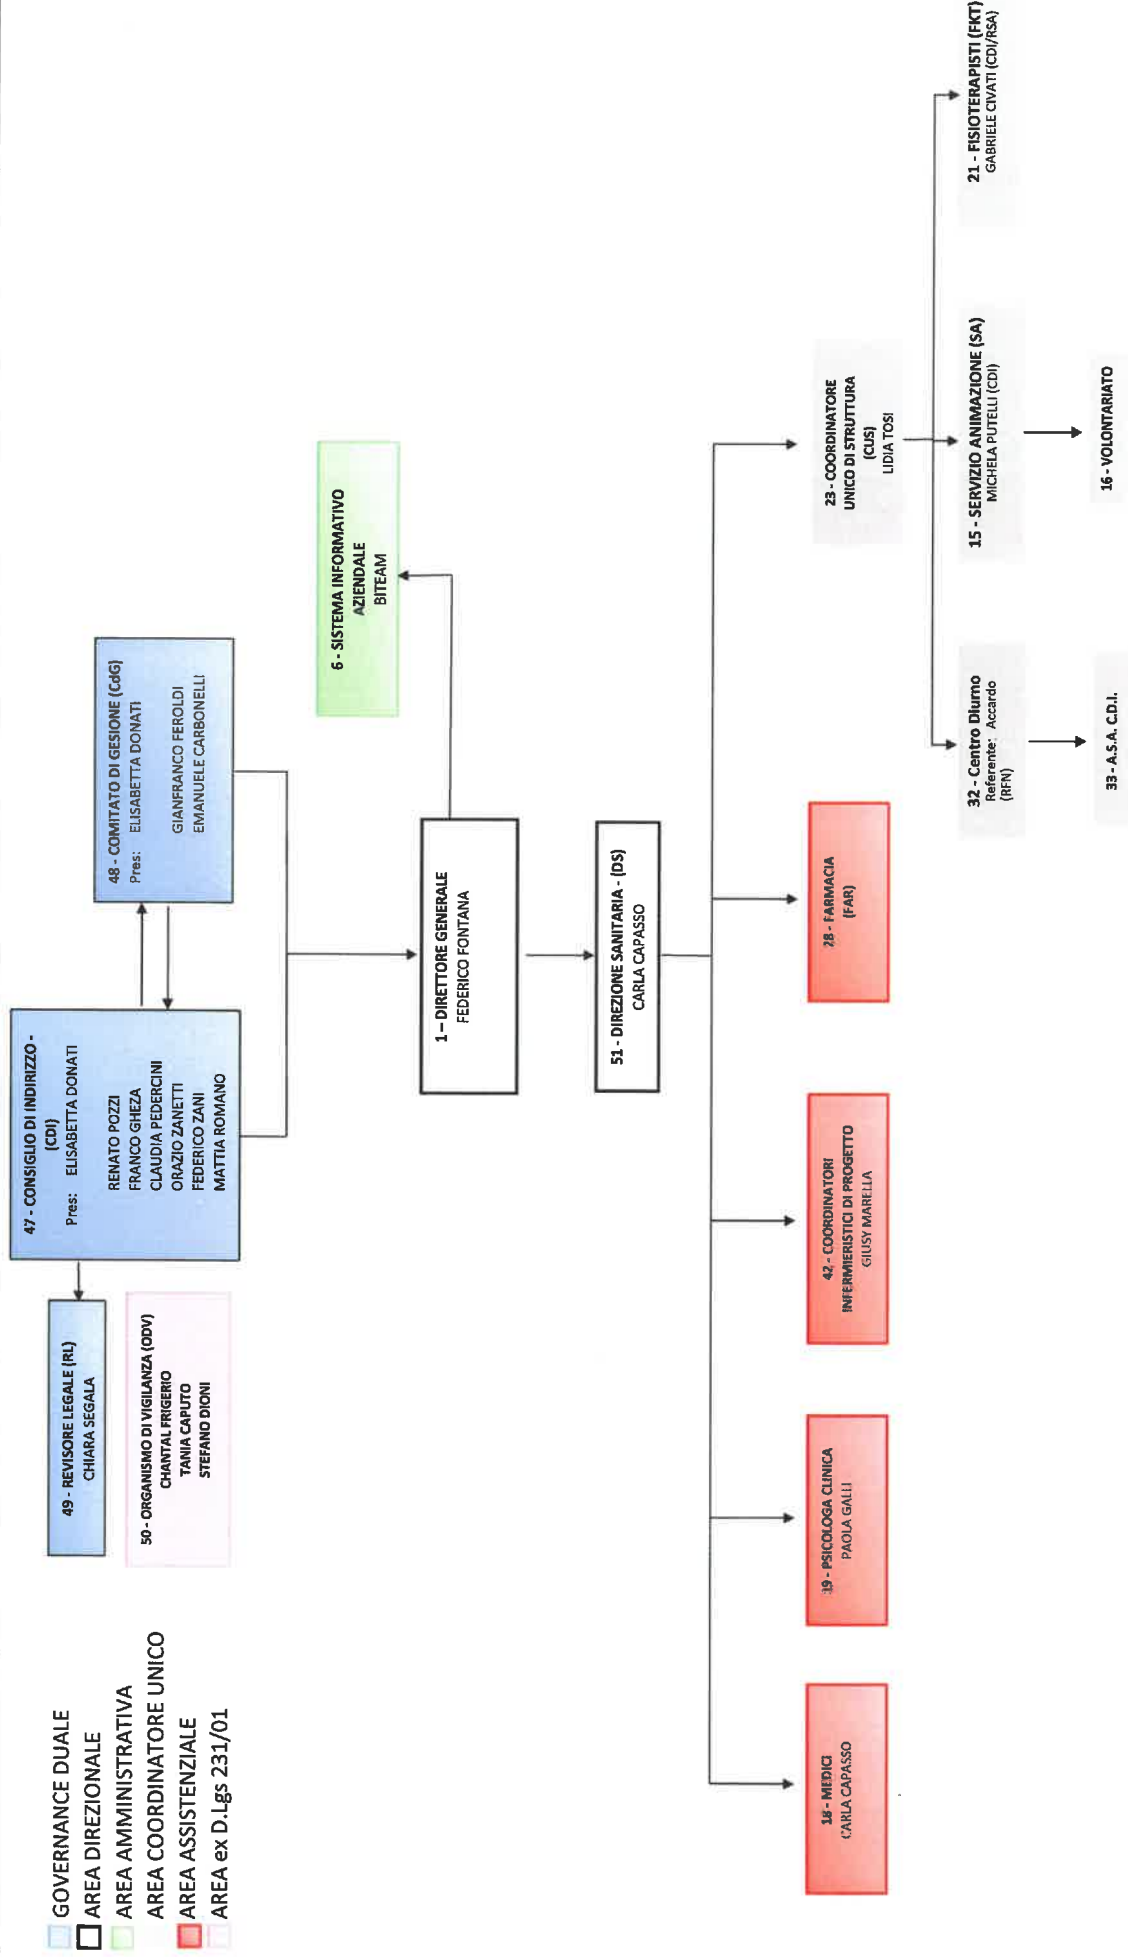 GOVERNANCE DUALE
AREA DIREZIONALE
AREA AMMINISTRATIVA
AREA COORDINATORE UNICO
AREA ASSISTENZIALE
AREA ex D.Lgs 231/01
49 - REVISORE LEGALE (RL)
CHIARA SEGALA
50 - ORGANISMO DI VIGILANZA (ODV)
CHANTAL FRIGERIO
TANIA CAPUTO
STEFANO DIONI
47 - CONSIGLIO DI INDIRIZZO -
(CDI)
Pres: ELISABETTA DONATI
RENATO POZZI
FRANCO GHEZA
CLAUDIA PEDERCINI
ORAZIO ZANETTI
FEDERICO ZANI
MATTIA ROMANO
48 - COMITATO DI GESIONE (CdG)
Pres: ELISABETTA DONATI
GIANFRANCO FEROLDI
EMANUELE CARBONELLI
6 - SISTEMA INFORMATIVO
AZIENDALE
BITEAM
1 – DIRETTORE GENERALE
FEDERICO FONTANA
51 - DIREZIONE SANITARIA - (DS)
CARLA CAPASSO
18 - MEDICI
CARLA CAPASSO
19 - PSICOLOGA CLINICA
PAOLA GALLI
42 - COORDINATORI
INFERMIERISTICI DI PROGETTO
GIUSY MARELLA
28 - FARMACIA
(FAR)
23 - COORDINATORE
UNICO DI STRUTTURA
(CUS)
LIDIA TOSI
32 - Centro Diurno
Referente: Accardo
(RFN)
15 - SERVIZIO ANIMAZIONE (SA)
MICHELA PUTELLI (CDI)
21 - FISIOTERAPISTI (FKT)
GABRIELE CIVATI (CDI/RSA)
33 - A.S.A. C.D.I.
16 - VOLONTARIATO